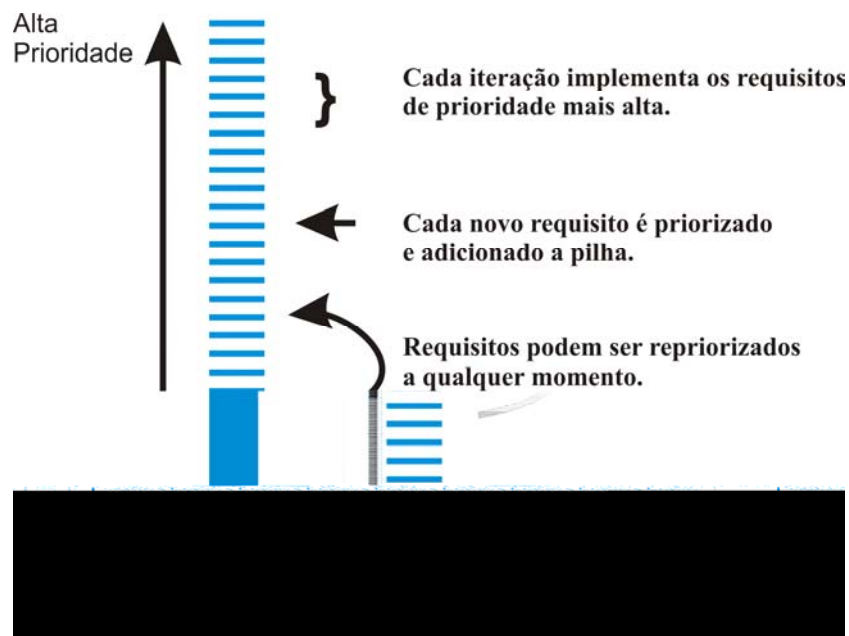 Alta
Prioridade
Cada iteração implementa os requisitos
de prioridade mais alta.
Cada novo requisito é priorizado
e adicionado a pilha.
Requisitos podem ser repriorizados
a qualquer momento.